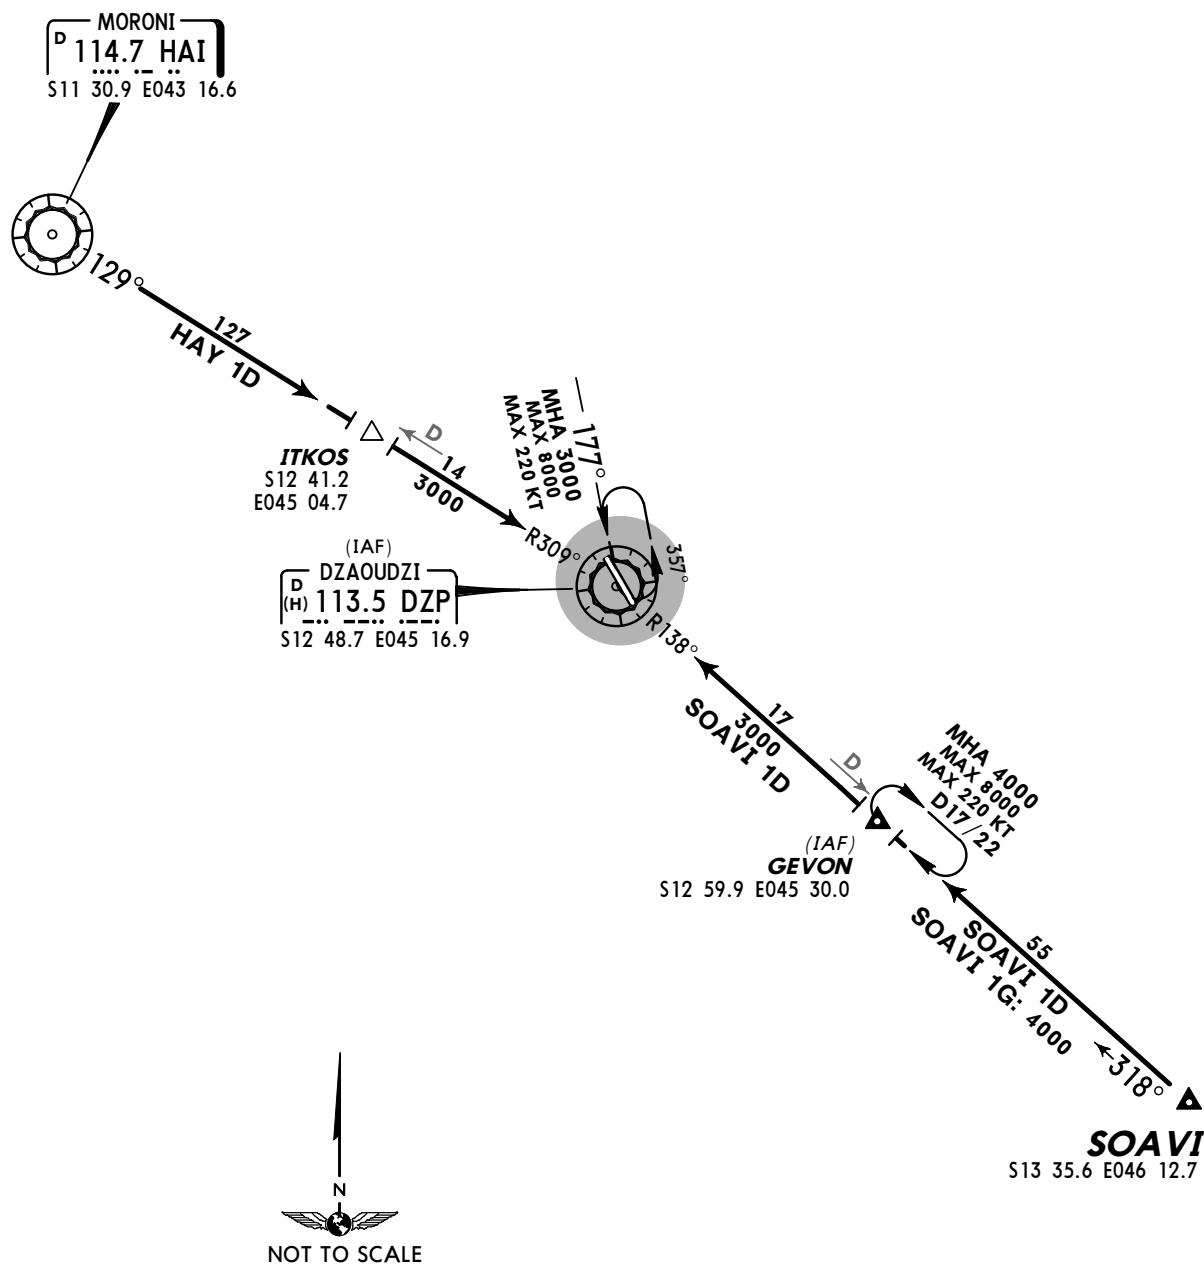 MORONI
D 114.7 HAI
S11 30.9 E043 16.6
129°
127
HAY 1D
ITKOS
S12 41.2
E045 04.7
D
14
3000
R309°
MHA 3000
MAX 8000
MAX 220 KT
177°
357°
(IAF)
DZAOUDZI
D
(H) 113.5 DZP
S12 48.7 E045 16.9
R138°
17
3000
SOAVI 1D
D
MHA 4000
MAX 8000
MAX 220 KT
D17/22
(IAF)
GEVON
S12 59.9 E045 30.0
55
SOAVI 1D
SOAVI 1G: 4000
318°
SOAVI
S13 35.6 E046 12.7
N
NOT TO SCALE